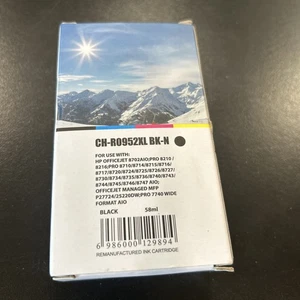 CH-R0952XL BK-N
FOR USE WITH:
HP OFFICEJET 8702AIO;PRO 8210 /
8216;PRO 8710/8714/8715/8716/
8717/8720/8724/8725/8726/8727/
8730/8734/8735/8736/8740/8743/
8744/8745/8746/8747 AIO;
OFFICEJET MANAGED MFP
P27724/25220DW;PRO 7740 WIDE
FORMAT AIO
BLACK 58ml
6 986000 129894
REMANUFACTURED INK CARTRIDGE